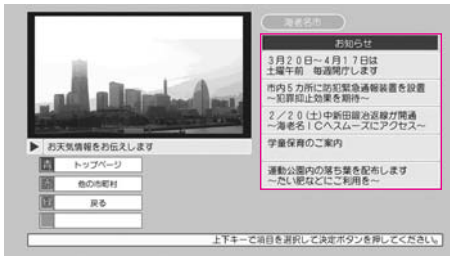 海老名市
お知らせ
3月20日～4月17日は
土曜午前　毎週開庁します
市内5カ所に防犯緊急通報装置を設置
～犯罪抑止効果を期待～
2／20(土)中新田鍛冶返線が開通
～海老名ICへスムーズにアクセス～
学童保育のご案内
運動公園内の落ち葉を配布します
～たい肥などにご利用を～
▶ お天気情報をお伝えします
青 トップページ
赤 他の市町村
戻る
上下キーで項目を選択して決定ボタンを押してください。